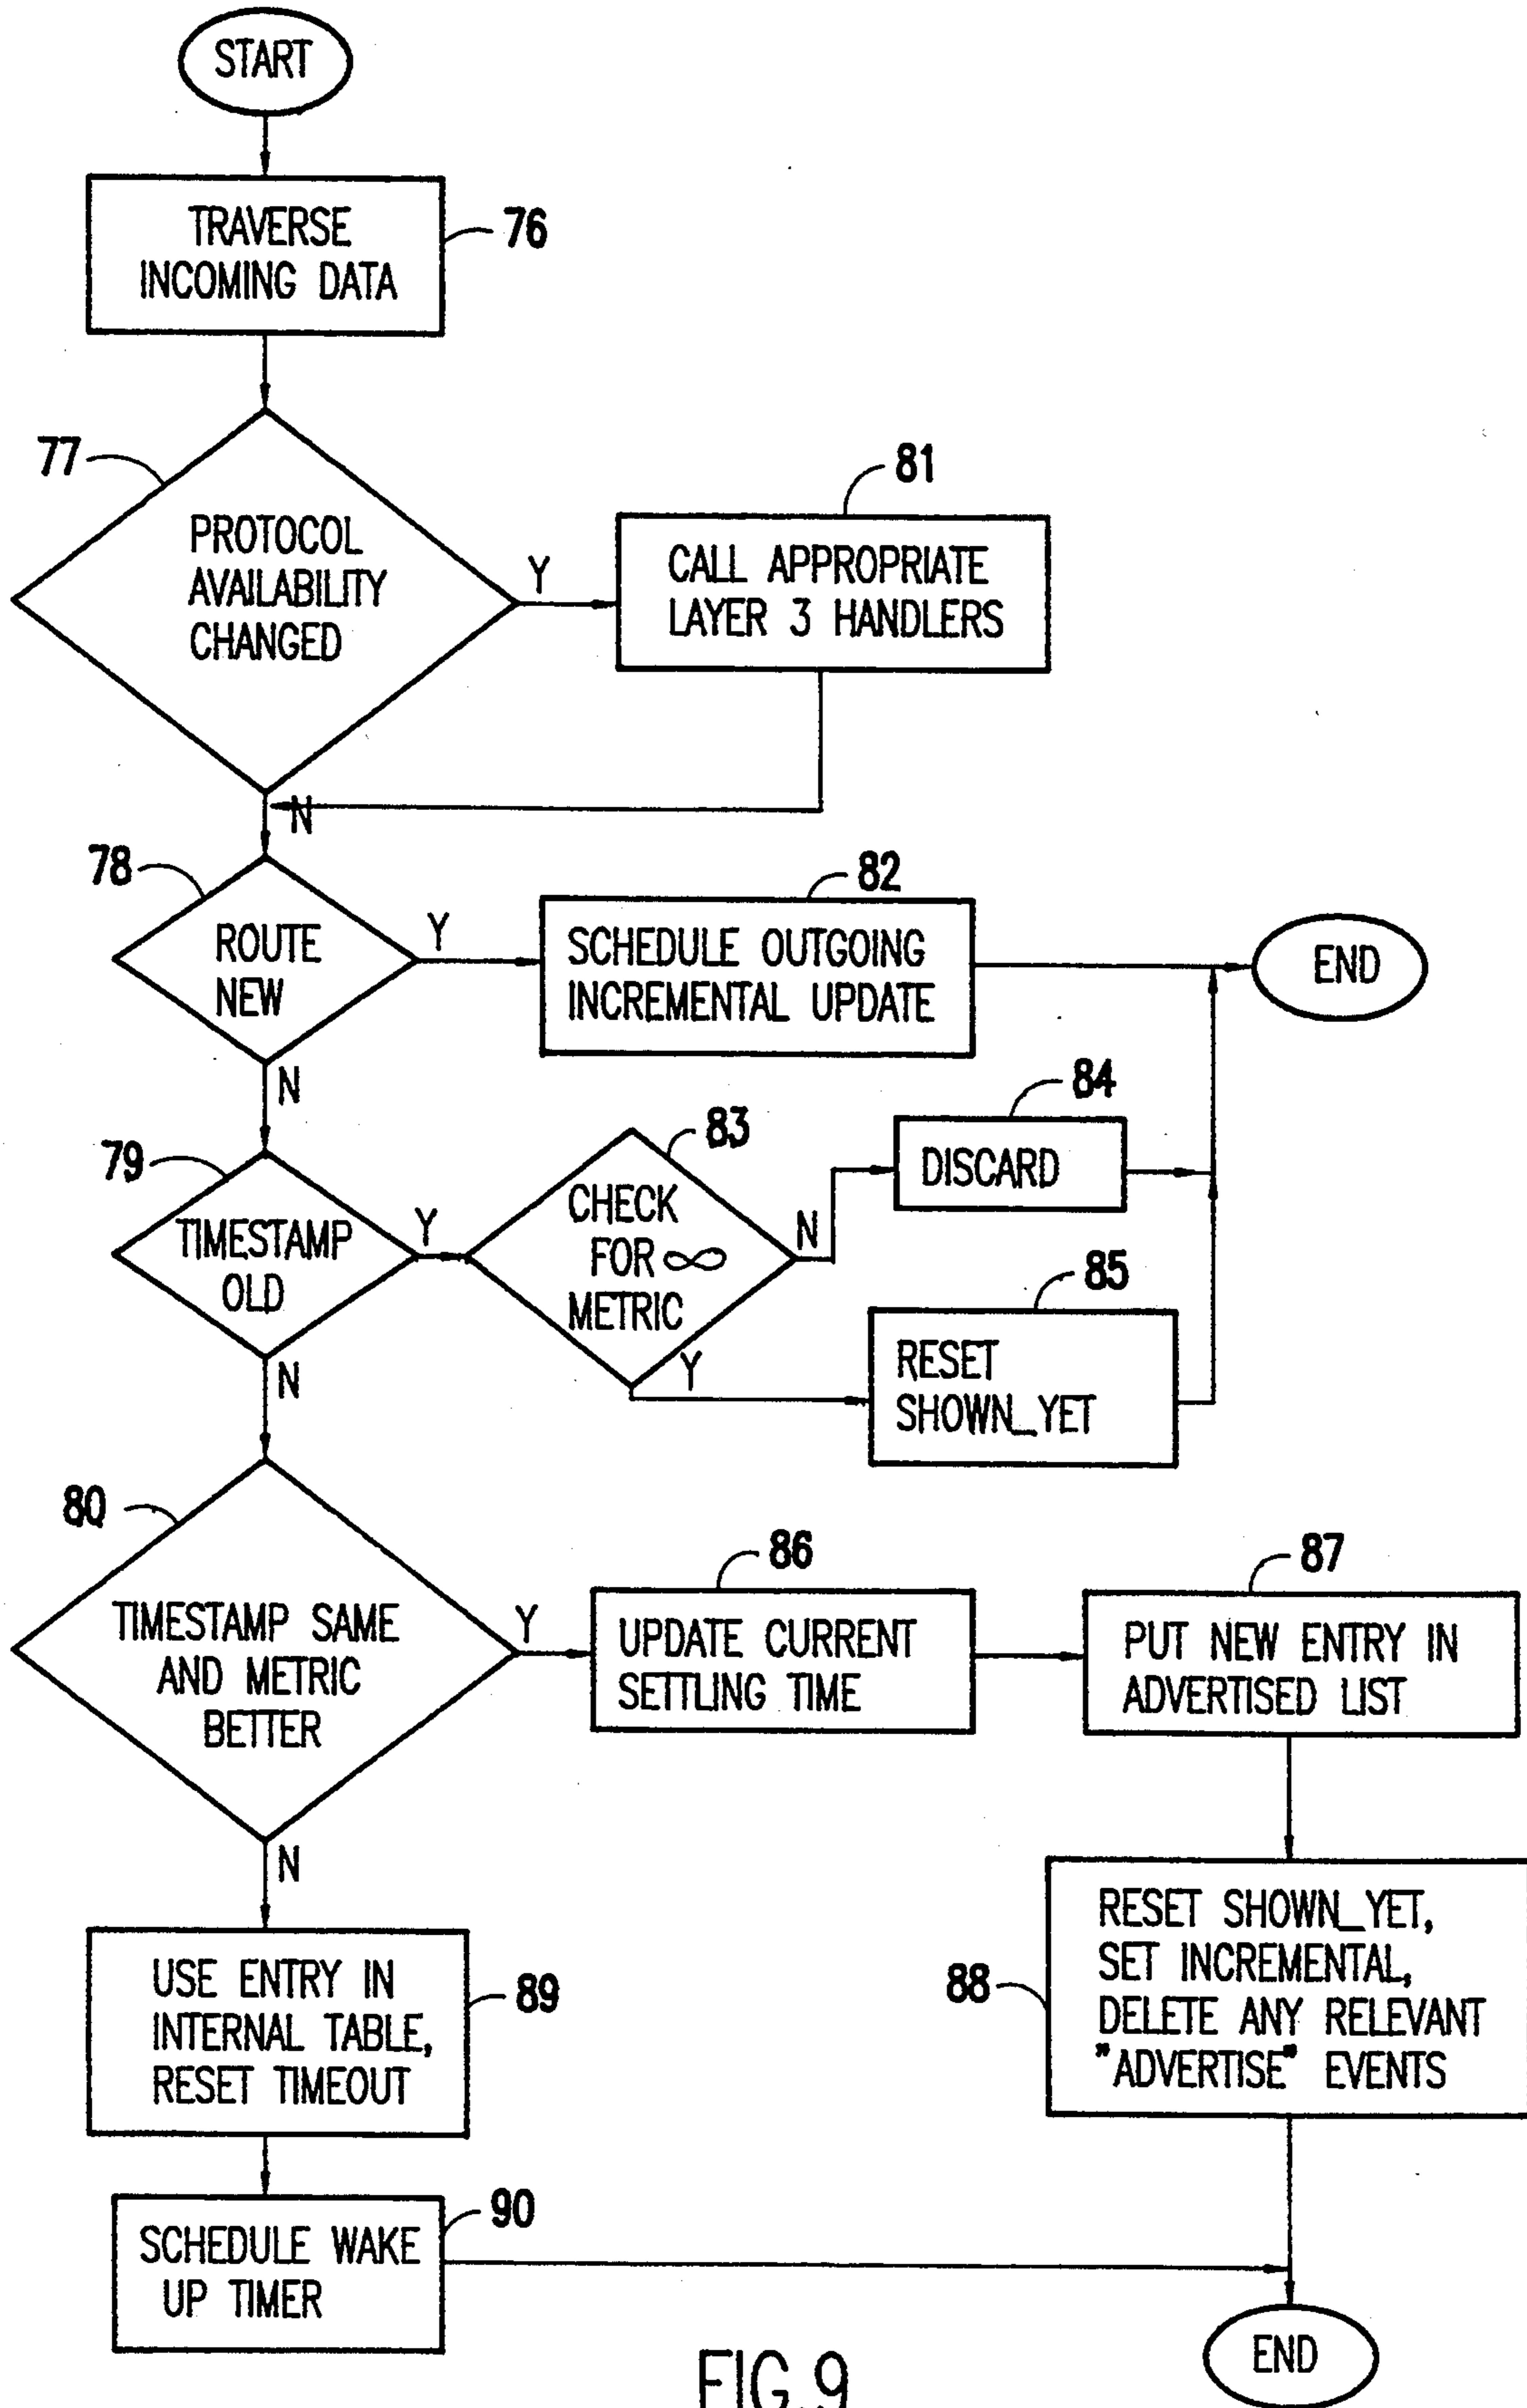 START
TRAVERSE
INCOMING DATA
76
77
PROTOCOL
AVAILABILITY
CHANGED
Y
81
CALL APPROPRIATE
LAYER 3 HANDLERS
N
78
ROUTE
NEW
Y
82
SCHEDULE OUTGOING
INCREMENTAL UPDATE
END
N
79
TIMESTAMP
OLD
Y
83
CHECK
FOR ∞
METRIC
N
84
DISCARD
Y
85
RESET
SHOWN_YET
N
80
TIMESTAMP SAME
AND METRIC
BETTER
Y
86
UPDATE CURRENT
SETTLING TIME
87
PUT NEW ENTRY IN
ADVERTISED LIST
N
88
RESET SHOWN_YET,
SET INCREMENTAL,
DELETE ANY RELEVANT
"ADVERTISE" EVENTS
USE ENTRY IN
INTERNAL TABLE,
RESET TIMEOUT
89
SCHEDULE WAKE
UP TIMER
90
END
FIG.9